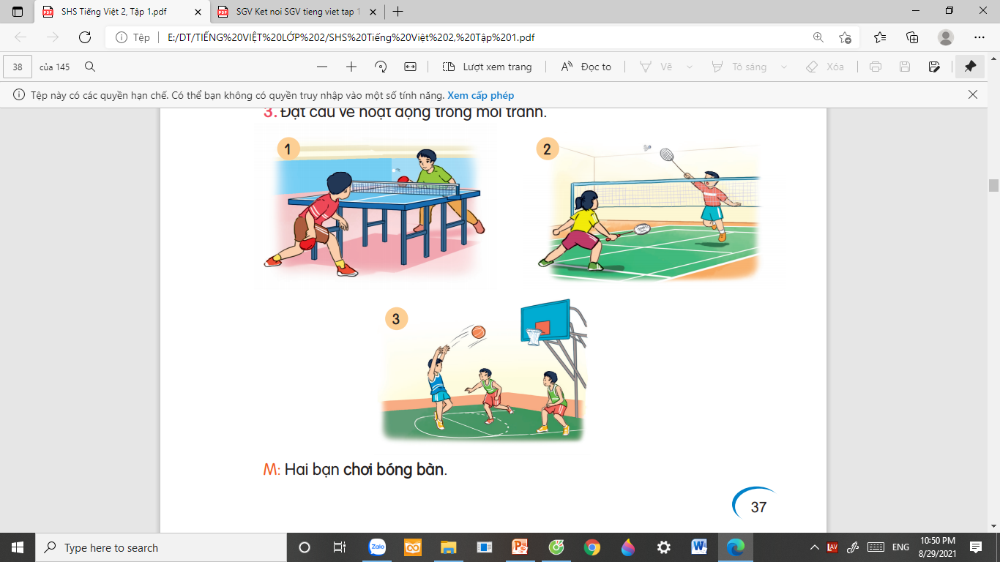 SHS Tiếng Việt 2, Tập 1.pdf
SGV Ket noi SGV tieng viet tap 1
Tệp
E:/DT/TIẾNG%20VIỆT%20LỚP%202/SHS%20Tiếng%20Việt%202,%20Tập%201.pdf
38 của 145
Lượt xem trang
Đọc to
Vẽ
Tô sáng
Xóa
Tệp này có các quyền hạn chế. Có thể bạn không có quyền truy nhập vào một số tính năng. Xem cấp phép
3. Đặt câu về hoạt động trong mỗi tranh.
1
2
3
M: Hai bạn chơi bóng bàn.
37
Type here to search
Zalo
LAV
ENG
10:50 PM
8/29/2021